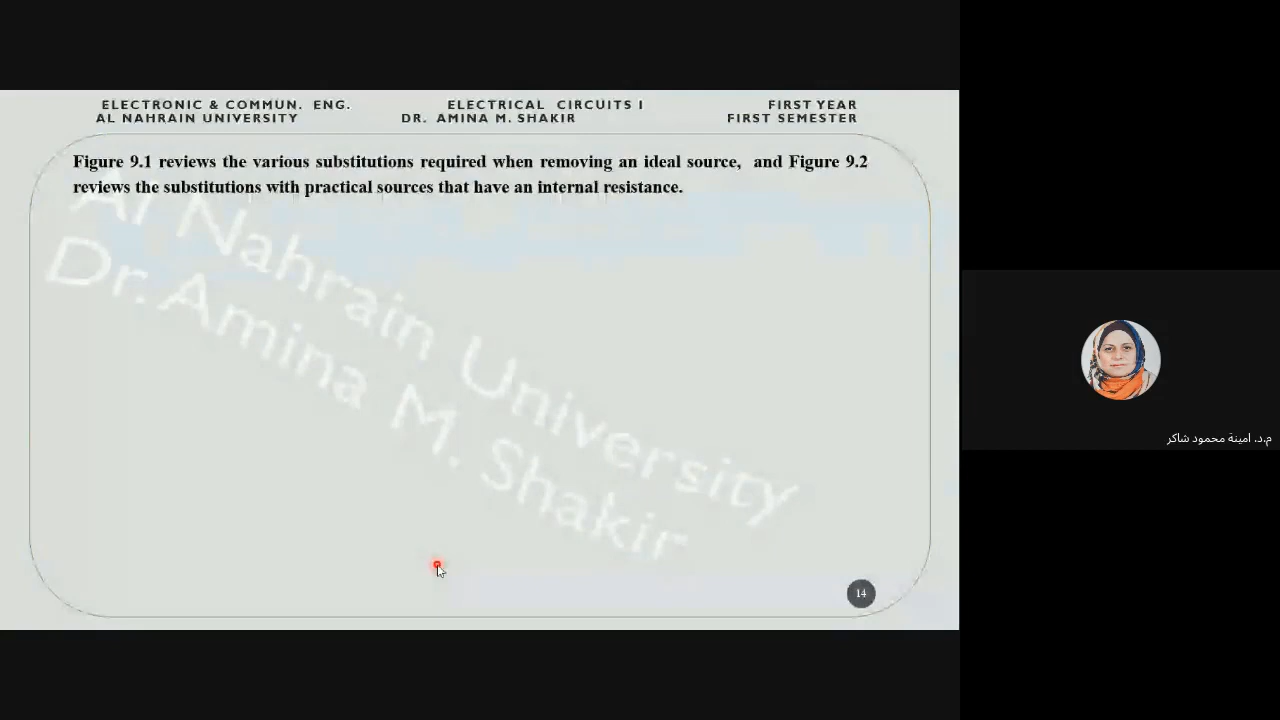 ELECTRONIC & COMMUN. ENG. ELECTRICAL CIRCUITS I FIRST YEAR
AL NAHRAIN UNIVERSITY DR. AMINA M. SHAKIR FIRST SEMESTER
Figure 9.1 reviews the various substitutions required when removing an ideal source, and Figure 9.2
reviews the substitutions with practical sources that have an internal resistance.
Al Nahrain University
Dr. Amina M. Shakir
14
م.د. امينة محمود شاكر